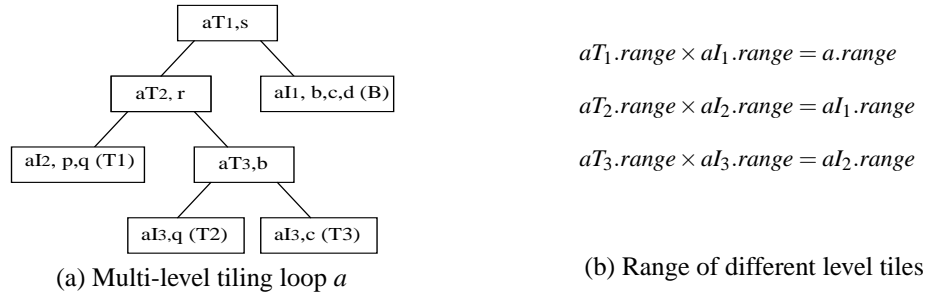 aT1,s
aT2, r
aI1, b,c,d (B)
aI2, p,q (T1)
aT3,b
aI3,q (T2)
aI3,c (T3)
(a) Multi-level tiling loop a
aT₁.range × aI₁.range = a.range
aT₂.range × aI₂.range = aI₁.range
aT₃.range × aI₃.range = aI₂.range
(b) Range of different level tiles